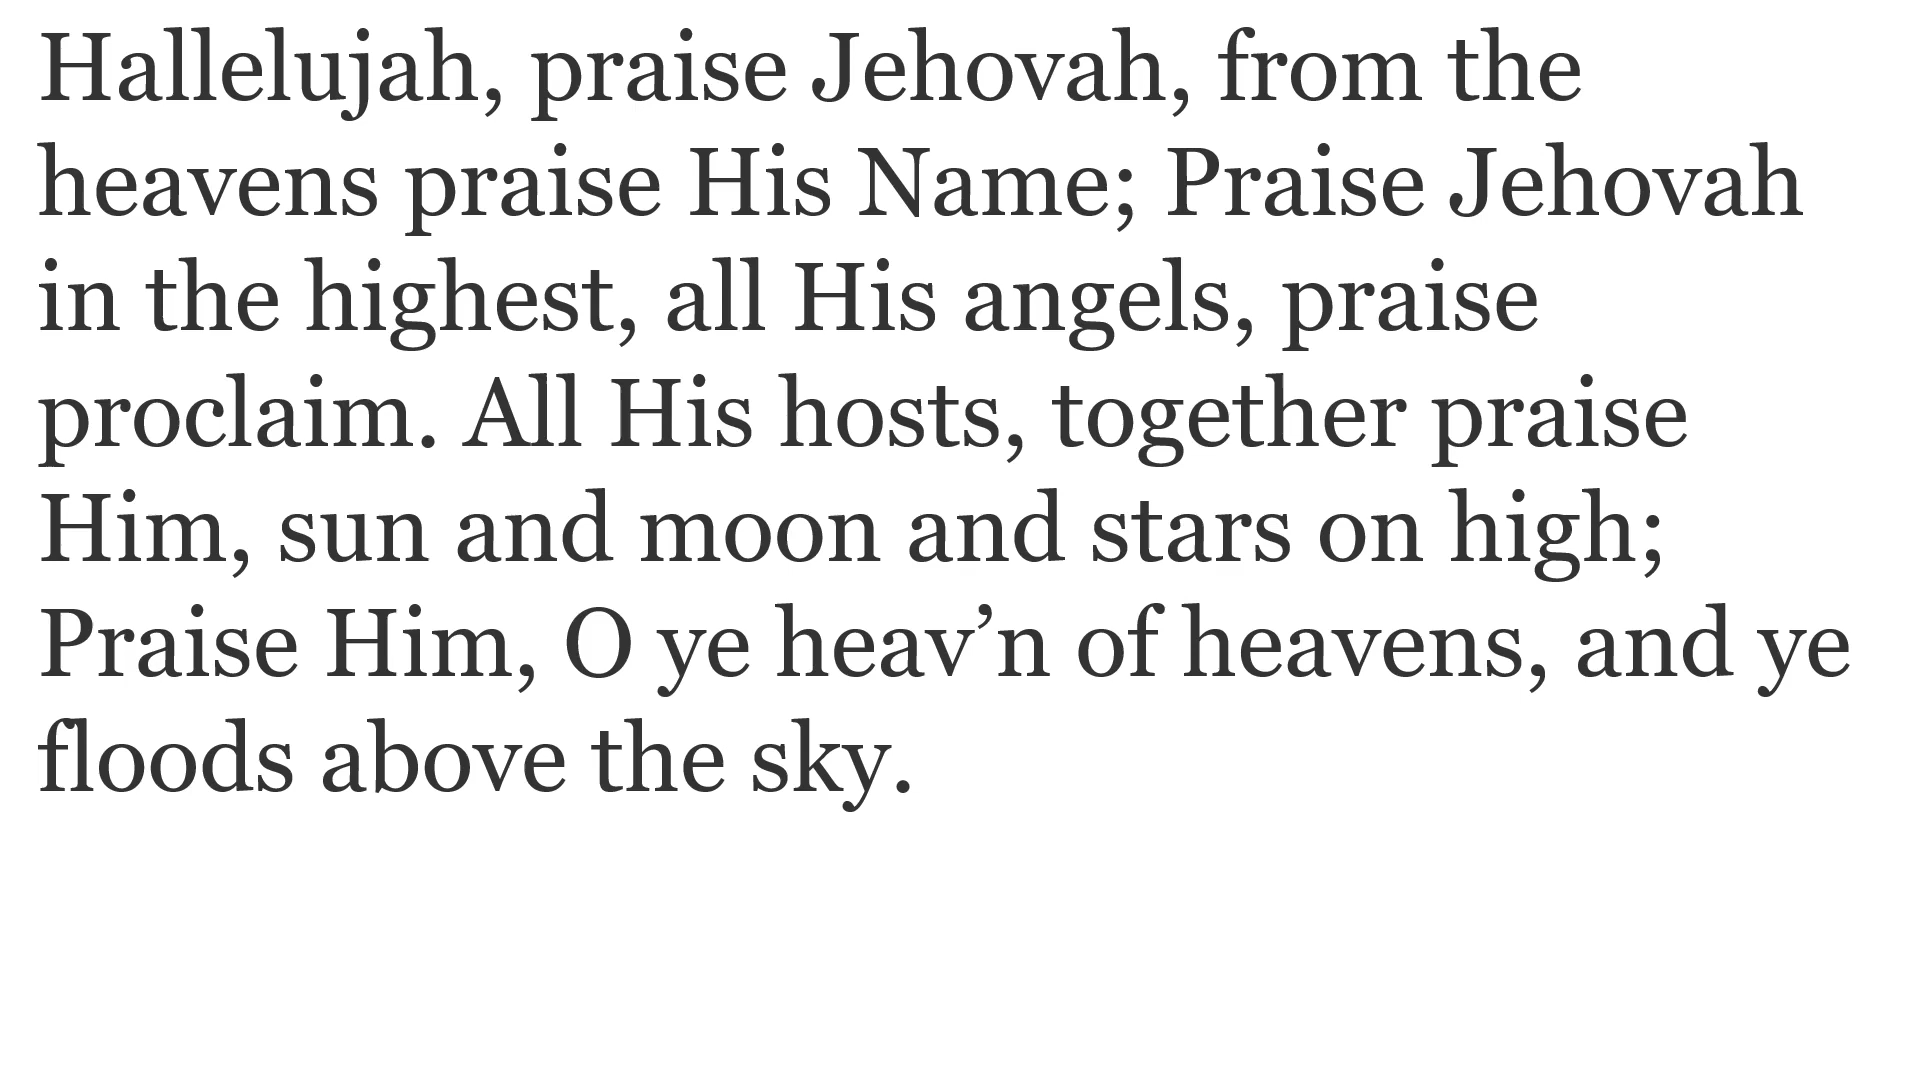 Hallelujah, praise Jehovah, from the
heavens praise His Name; Praise Jehovah
in the highest, all His angels, praise
proclaim. All His hosts, together praise
Him, sun and moon and stars on high;
Praise Him, O ye heav’n of heavens, and ye
floods above the sky.